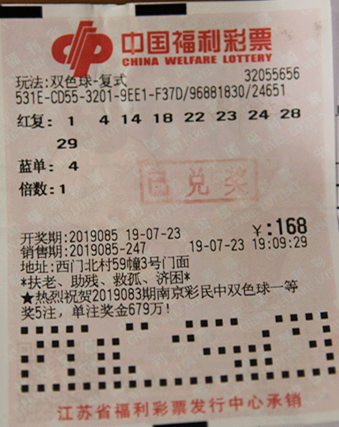 中国福利彩票
CHINA WELFARE LOTTERY
玩法:双色球-复式 32055656
531E-CD55-3201-9EE1-F37D/96881830/24651
红复: 1 4 14 18 22 23 24 28
29
蓝单: 4
倍数:1
已兑奖
开奖期:2019085 19-07-23 ¥:168
销售期:2019085-247 19-07-23 19:09:29
地址:西门北村59幢3号门面
*扶老、助残、救孤、济困*
★热烈祝贺2019083期南京彩民中双色球一等
奖5注,单注奖金679万!
江苏省福利彩票发行中心承销